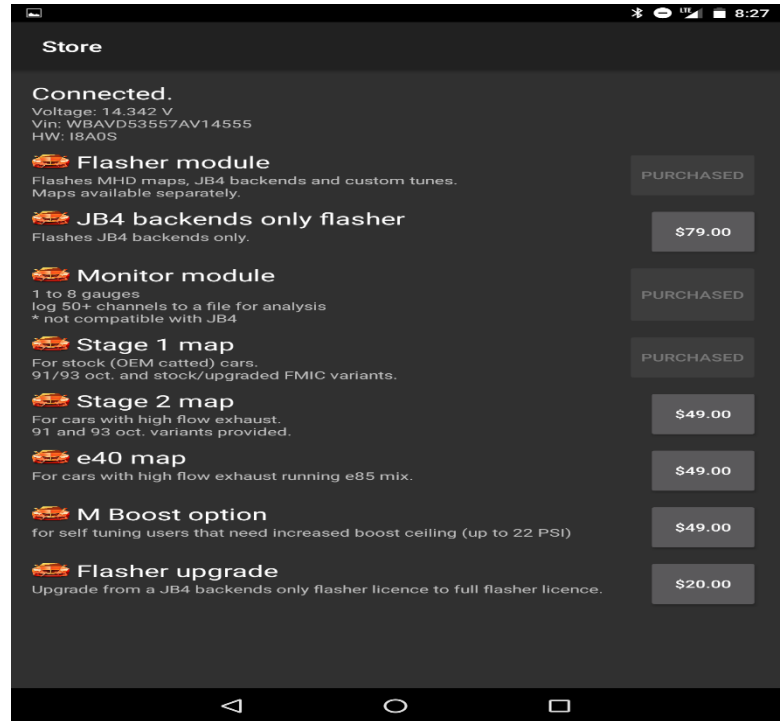 LTE 8:27
Store
Connected.
Voltage: 14.342 V
Vin: WBAVD53557AV14555
HW: I8A0S
Flasher module
Flashes MHD maps, JB4 backends and custom tunes.
Maps available separately.
PURCHASED
JB4 backends only flasher
Flashes JB4 backends only.
$79.00
Monitor module
1 to 8 gauges
log 50+ channels to a file for analysis
* not compatible with JB4
PURCHASED
Stage 1 map
For stock (OEM catted) cars.
91/93 oct. and stock/upgraded FMIC variants.
PURCHASED
Stage 2 map
For cars with high flow exhaust.
91 and 93 oct. variants provided.
$49.00
e40 map
For cars with high flow exhaust running e85 mix.
$49.00
M Boost option
for self tuning users that need increased boost ceiling (up to 22 PSI)
$49.00
Flasher upgrade
Upgrade from a JB4 backends only flasher licence to full flasher licence.
$20.00